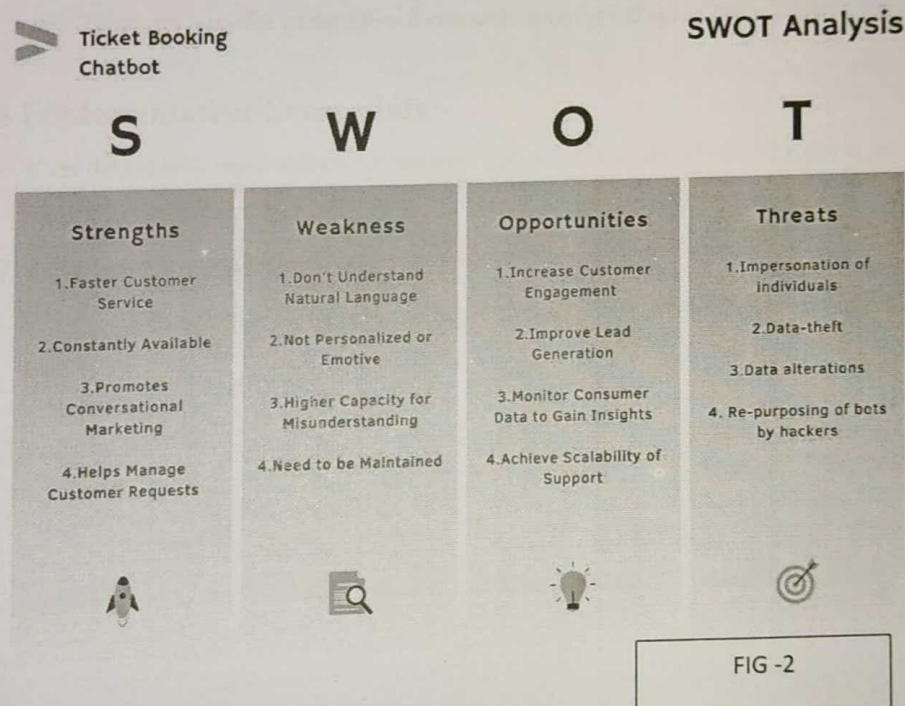 Ticket Booking
Chatbot
SWOT Analysis
S
W
O
T
Strengths
1.Faster Customer
Service
2.Constantly Available
3.Promotes
Conversational
Marketing
4.Helps Manage
Customer Requests
Weakness
1.Don't Understand
Natural Language
2.Not Personalized or
Emotive
3.Higher Capacity for
Misunderstanding
4.Need to be Maintained
Opportunities
1.Increase Customer
Engagement
2.Improve Lead
Generation
3.Monitor Consumer
Data to Gain Insights
4.Achieve Scalability of
Support
Threats
1.Impersonation of
individuals
2.Data-theft
3.Data alterations
4. Re-purposing of bots
by hackers
FIG -2